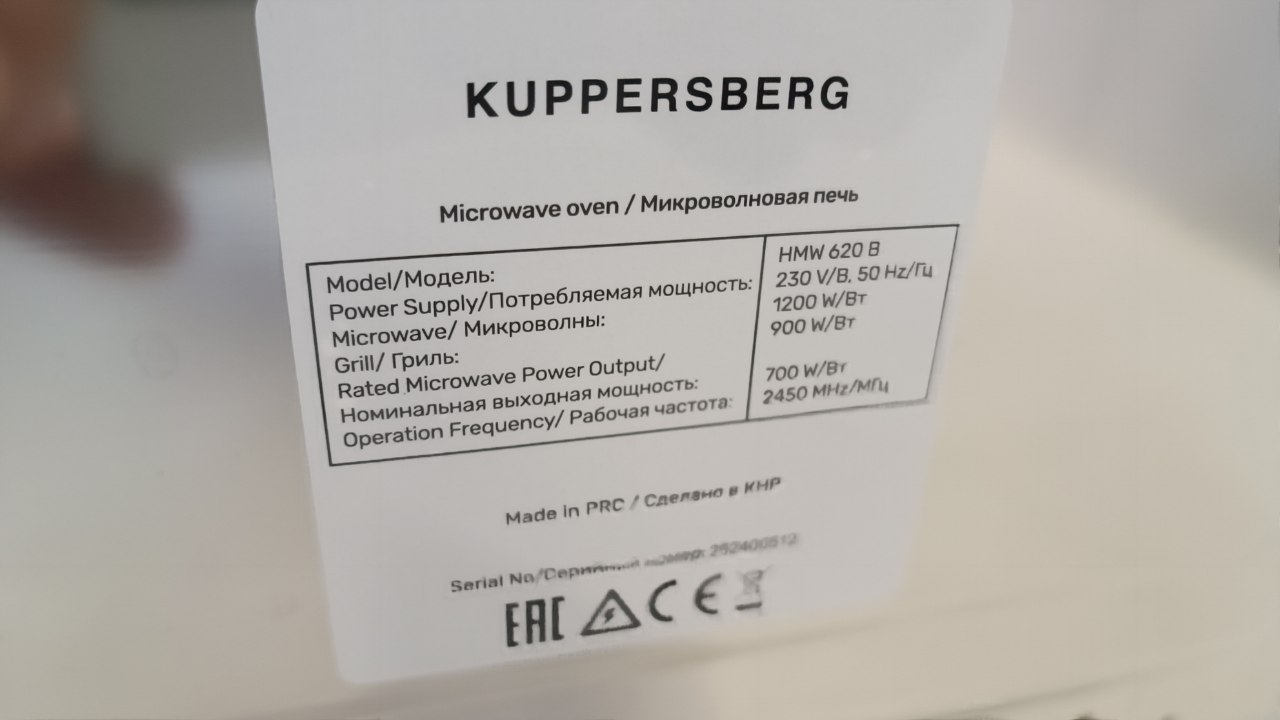 KUPPERSBERG
Microwave oven / Микроволновая печь
Model/Модель: HMW 620 B
Power Supply/Потребляемая мощность: 230 V/В, 50 Hz/Гц
Microwave/ Микроволны: 1200 W/Вт
Grill/ Гриль: 900 W/Вт
Rated Microwave Power Output/
Номинальная выходная мощность: 700 W/Вт
Operation Frequency/ Рабочая частота: 2450 MHz/МГц
Made in PRC / Сделано в КНР
Serial No/Серийный номер:
EAC CE